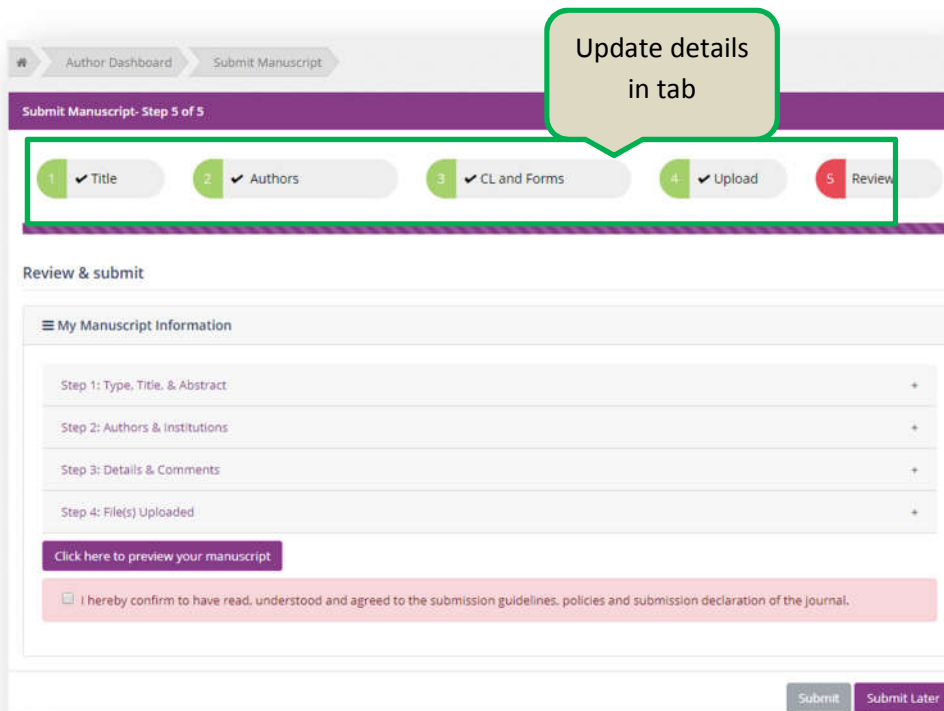 Update details
in tab
Author Dashboard Submit Manuscript
Submit Manuscript- Step 5 of 5
1 ✔ Title 2 ✔ Authors 3 ✔ CL and Forms 4 ✔ Upload 5 Review
Review & submit
My Manuscript Information
Step 1: Type, Title, & Abstract +
Step 2: Authors & Institutions +
Step 3: Details & Comments +
Step 4: File(s) Uploaded +
Click here to preview your manuscript
I hereby confirm to have read, understood and agreed to the submission guidelines, policies and submission declaration of the journal.
Submit Submit Later